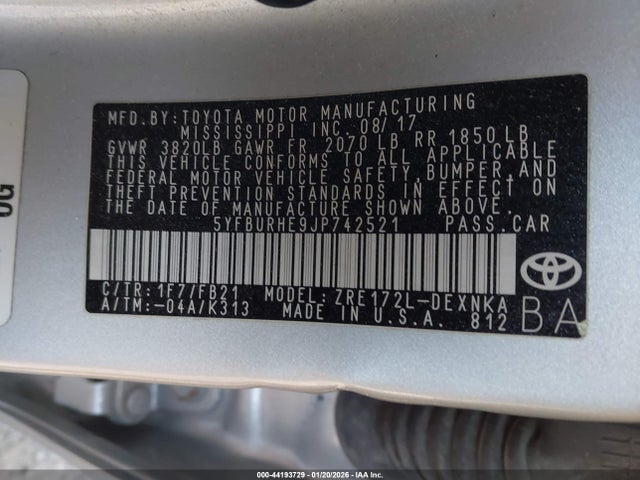 MFD.BY:TOYOTA MOTOR MANUFACTURING
MISSISSIPPI INC.08/17
GVWR 3820LB GAWR FR 2070 LB RR 1850LB
THIS VEHICLE CONFORMS TO ALL APPLICABLE
FEDERAL MOTOR VEHICLE SAFETY,BUMPER,AND
THEFT PREVENTION STANDARDS IN EFFECT ON
THE DATE OF MANUFACTURE SHOWN ABOVE.
5YFBURHE9JP742521 PASS.CAR
C/TR:1F7/FB21 MODEL:ZRE172L-DEXNKA
A/TM:-04A/K313 MADE IN U.S.A. 812
BA
000-44193729 | 01/20/2026 | IAA Inc.